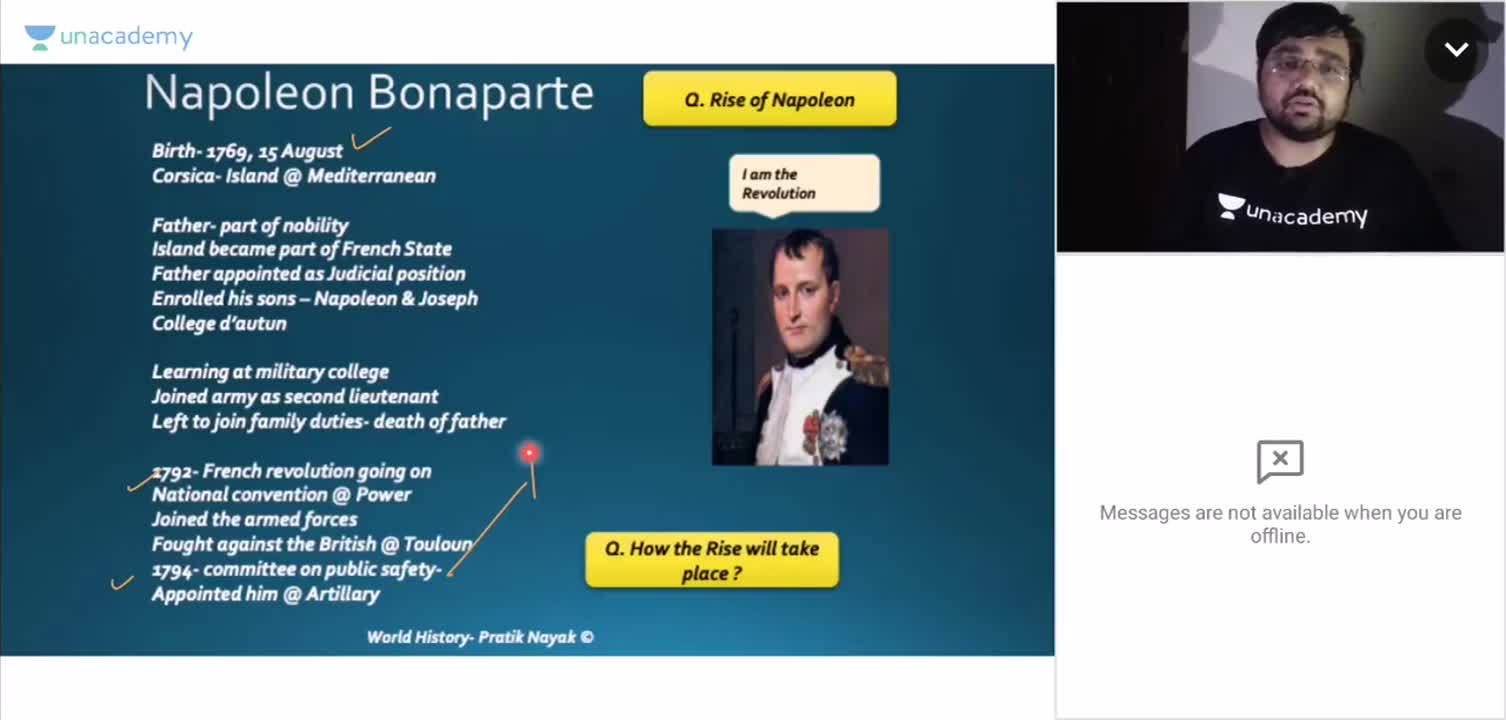 unacademy
Napoleon Bonaparte
Birth- 1769, 15 August
Corsica- Island @ Mediterranean
Father- part of nobility
Island became part of French State
Father appointed as Judicial position
Enrolled his sons – Napoleon & Joseph
College d'autun
Learning at military college
Joined army as second lieutenant
Left to join family duties- death of father
1792- French revolution going on
National convention @ Power
Joined the armed forces
Fought against the British @ Touloun
1794- committee on public safety-
Appointed him @ Artillary
World History- Pratik Nayak ©
Q. Rise of Napoleon
I am the
Revolution
Q. How the Rise will take
place ?
unacademy
Messages are not available when you are
offline.